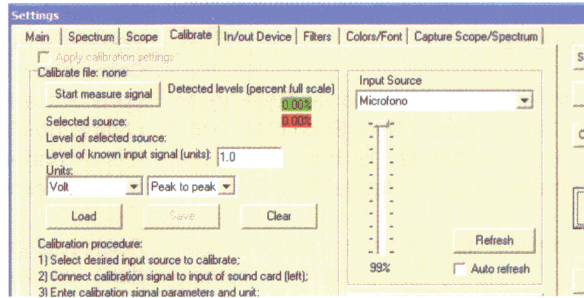 Settings
Main Spectrum Scope Calibrate In/out Device Filters Colors/Font Capture Scope/Spectrum
Apply calibration settings
Calibrate file: none
Start measure signal
Detected levels (percent full scale)
0.00%
Selected source:
0.00%
Level of selected source:
Level of known input signal (units): 1.0
Units:
Volt Peak to peak
Load Save Clear
Calibration procedure:
1) Select desired input source to calibrate;
2) Connect calibration signal to input of sound card (left);
3) Enter calibration signal parameters and unit;
Input Source
Microfono
99%
Refresh
Auto refresh